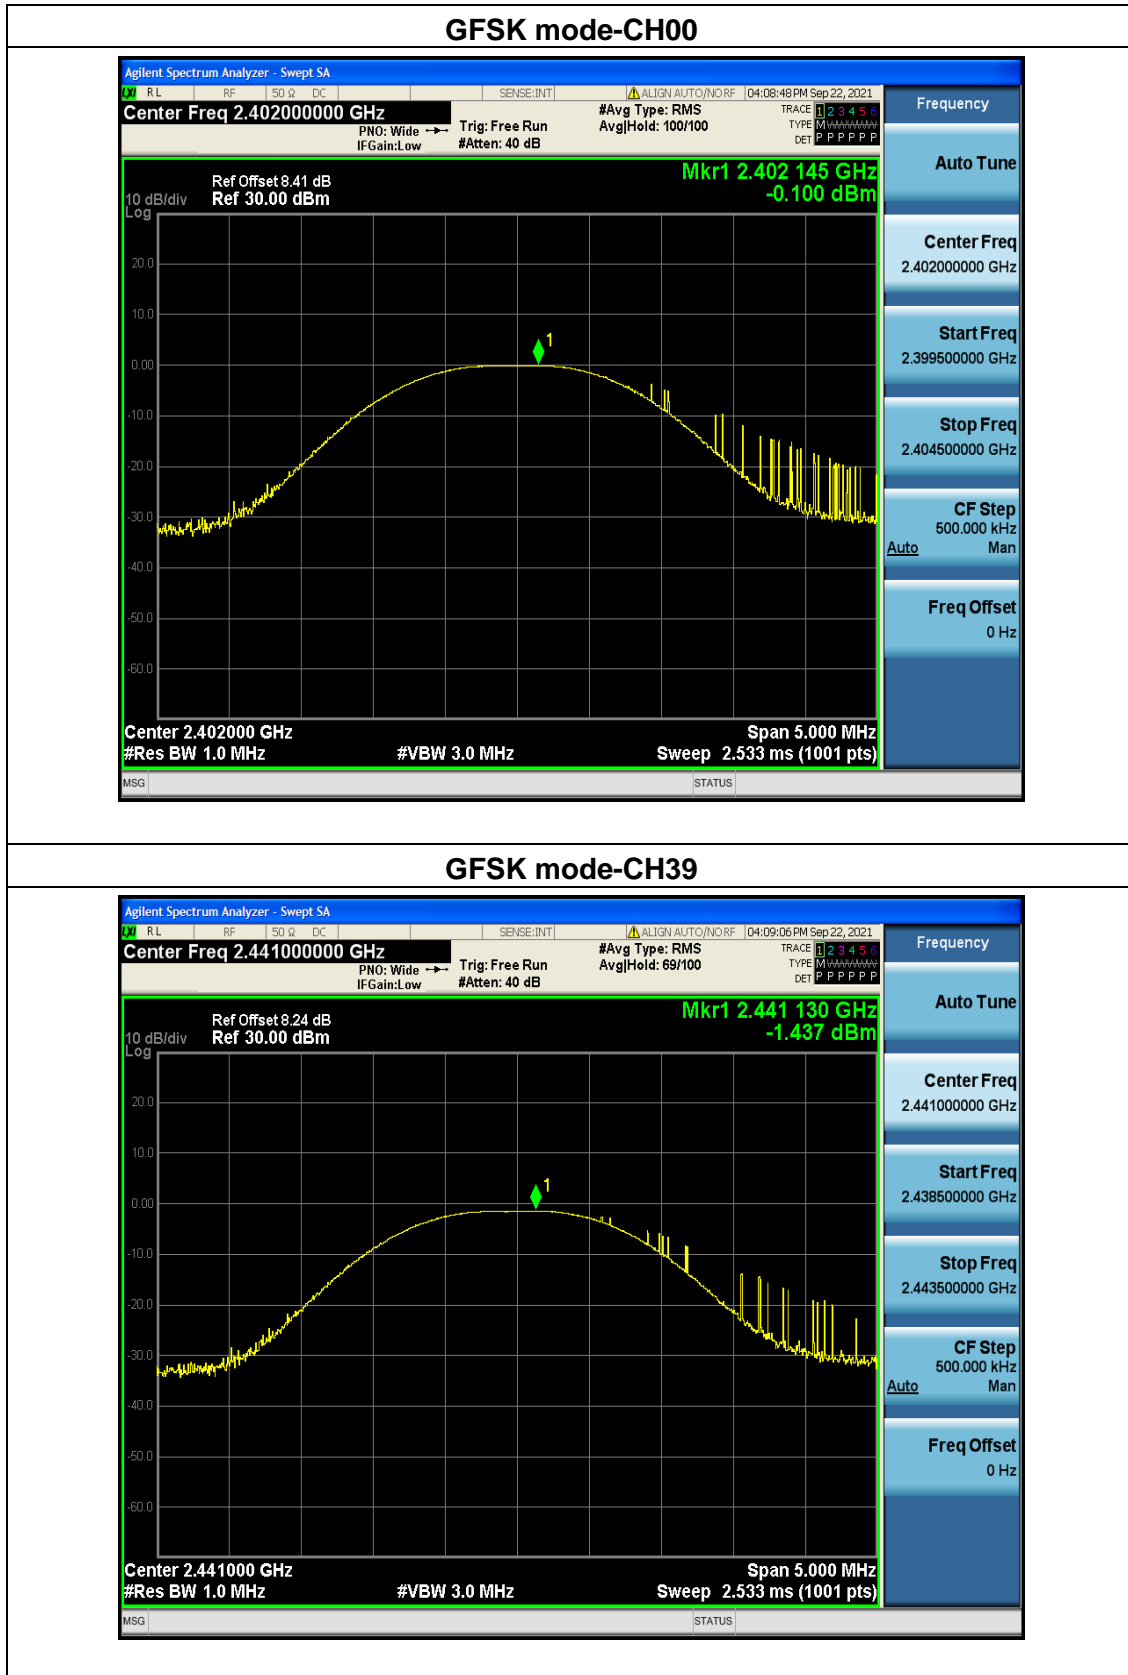 GFSK mode-CH00
Agilent Spectrum Analyzer - Swept SA
LXI RL RF 50 Ω DC SENSE:INT ALIGN AUTO/NO RF 04:08:48 PM Sep 22, 2021
Center Freq 2.402000000 GHz
PNO: Wide
IFGain:Low
Trig: Free Run
#Atten: 40 dB
#Avg Type: RMS
Avg|Hold: 100/100
TRACE 1 2 3 4 5 6
TYPE M
DET P P P P P P
Mkr1 2.402 145 GHz
-0.100 dBm
Ref Offset 8.41 dB
10 dB/div Ref 30.00 dBm
Log
20.0
10.0
0.00
-10.0
-20.0
-30.0
-40.0
-50.0
-60.0
1
Center 2.402000 GHz Span 5.000 MHz
#Res BW 1.0 MHz #VBW 3.0 MHz Sweep 2.533 ms (1001 pts)
MSG STATUS
Frequency
Auto Tune
Center Freq
2.402000000 GHz
Start Freq
2.399500000 GHz
Stop Freq
2.404500000 GHz
CF Step
500.000 kHz
Auto Man
Freq Offset
0 Hz
GFSK mode-CH39
Agilent Spectrum Analyzer - Swept SA
LXI RL RF 50 Ω DC SENSE:INT ALIGN AUTO/NO RF 04:09:06 PM Sep 22, 2021
Center Freq 2.441000000 GHz
PNO: Wide
IFGain:Low
Trig: Free Run
#Atten: 40 dB
#Avg Type: RMS
Avg|Hold: 69/100
TRACE 1 2 3 4 5 6
TYPE M
DET P P P P P P
Mkr1 2.441 130 GHz
-1.437 dBm
Ref Offset 8.24 dB
10 dB/div Ref 30.00 dBm
Log
20.0
10.0
0.00
-10.0
-20.0
-30.0
-40.0
-50.0
-60.0
1
Center 2.441000 GHz Span 5.000 MHz
#Res BW 1.0 MHz #VBW 3.0 MHz Sweep 2.533 ms (1001 pts)
MSG STATUS
Frequency
Auto Tune
Center Freq
2.441000000 GHz
Start Freq
2.438500000 GHz
Stop Freq
2.443500000 GHz
CF Step
500.000 kHz
Auto Man
Freq Offset
0 Hz